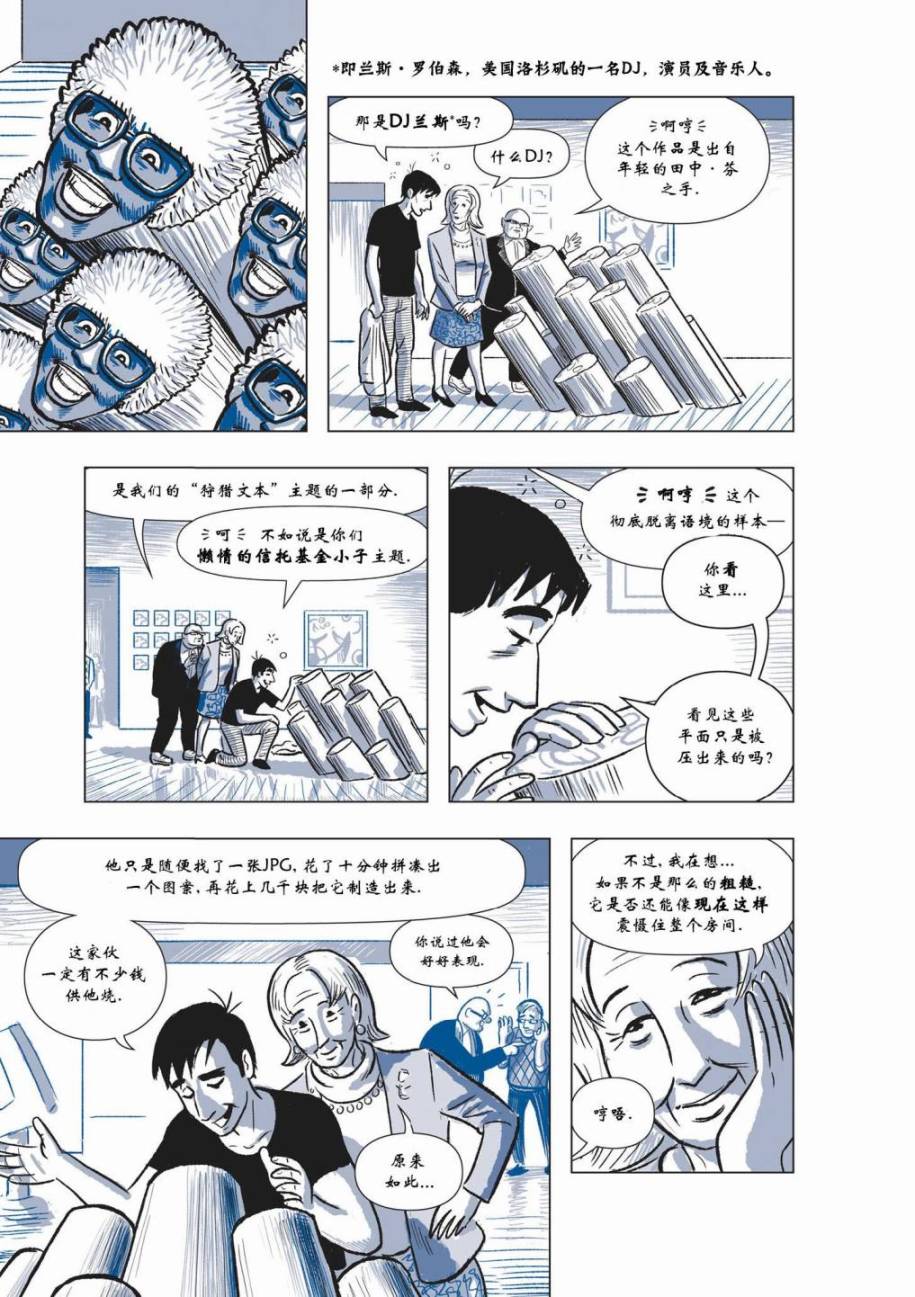 *即兰斯·罗伯森，美国洛杉矶的一名DJ，演员及音乐人。
那是DJ兰斯*吗?
什么DJ?
啊哼
这个作品是出自
年轻的田中·芬
之手.
是我们的“狩猎文本”主题的一部分.
呵 不如说是你们
懒惰的信托基金小子主题.
啊哼 这个
彻底脱离语境的样本—
你看
这里...
看见这些
平面只是被
压出来的吗?
他只是随便找了一张JPG, 花了十分钟拼凑出
一个图案, 再花上几千块把它制造出来.
这家伙
一定有不少钱
供他烧.
你说过他会
好好表现.
原来
如此...
不过, 我在想...
如果不是那么的粗糙,
它是否还能像现在这样
震慑住整个房间.
哼唔.